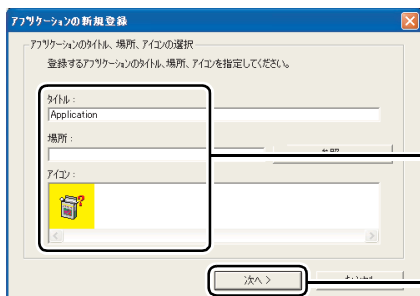 アプリケーションの新規登録
アプリケーションのタイトル、場所、アイコンの選択
登録するアプリケーションのタイトル、場所、アイコンを指定してください。
タイトル：
Application
場所：
アイコン：
次へ >